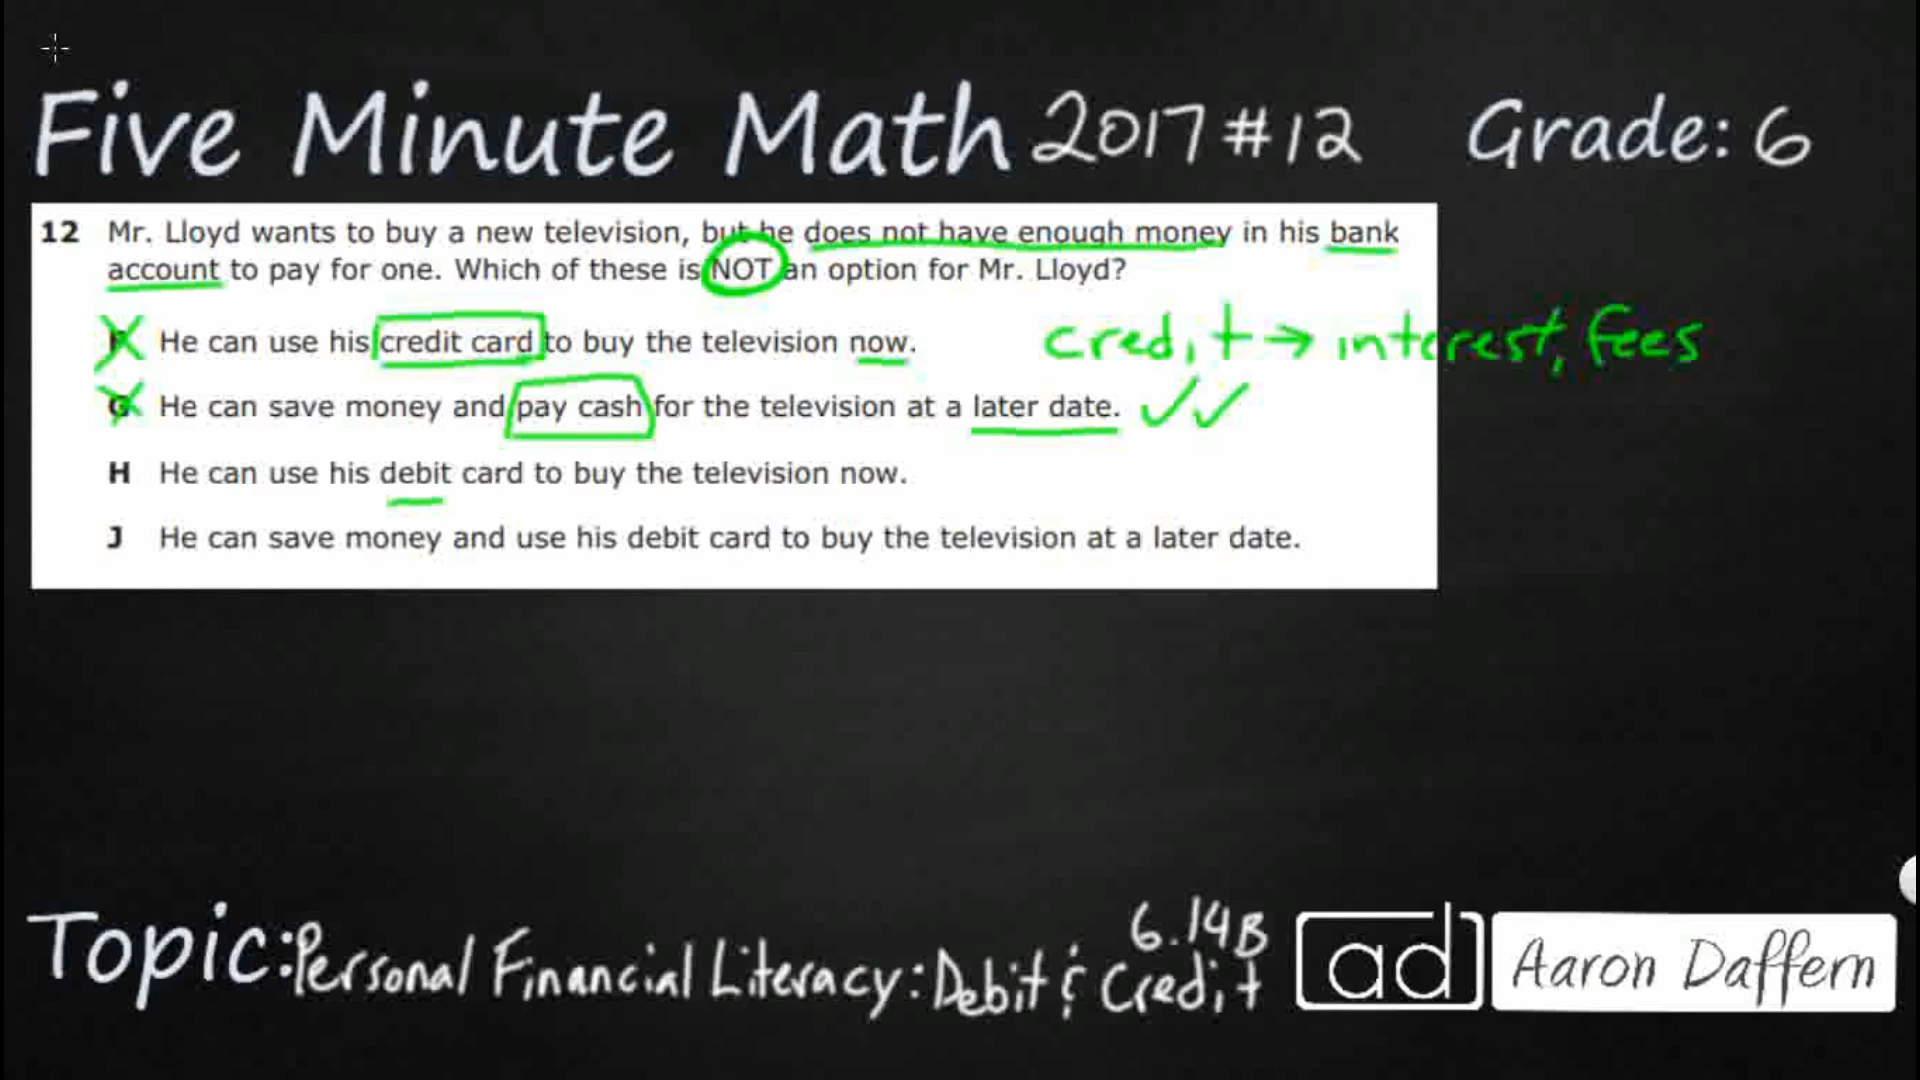 Five Minute Math 2017 #12 Grade: 6
12 Mr. Lloyd wants to buy a new television, but he does not have enough money in his bank
account to pay for one. Which of these is NOT an option for Mr. Lloyd?
F He can use his credit card to buy the television now.
credit → interest, fees
G He can save money and pay cash for the television at a later date. ✓✓
H He can use his debit card to buy the television now.
J He can save money and use his debit card to buy the television at a later date.
6.14B
Topic: Personal Financial Literacy: Debit & Credit
ad Aaron Daffern